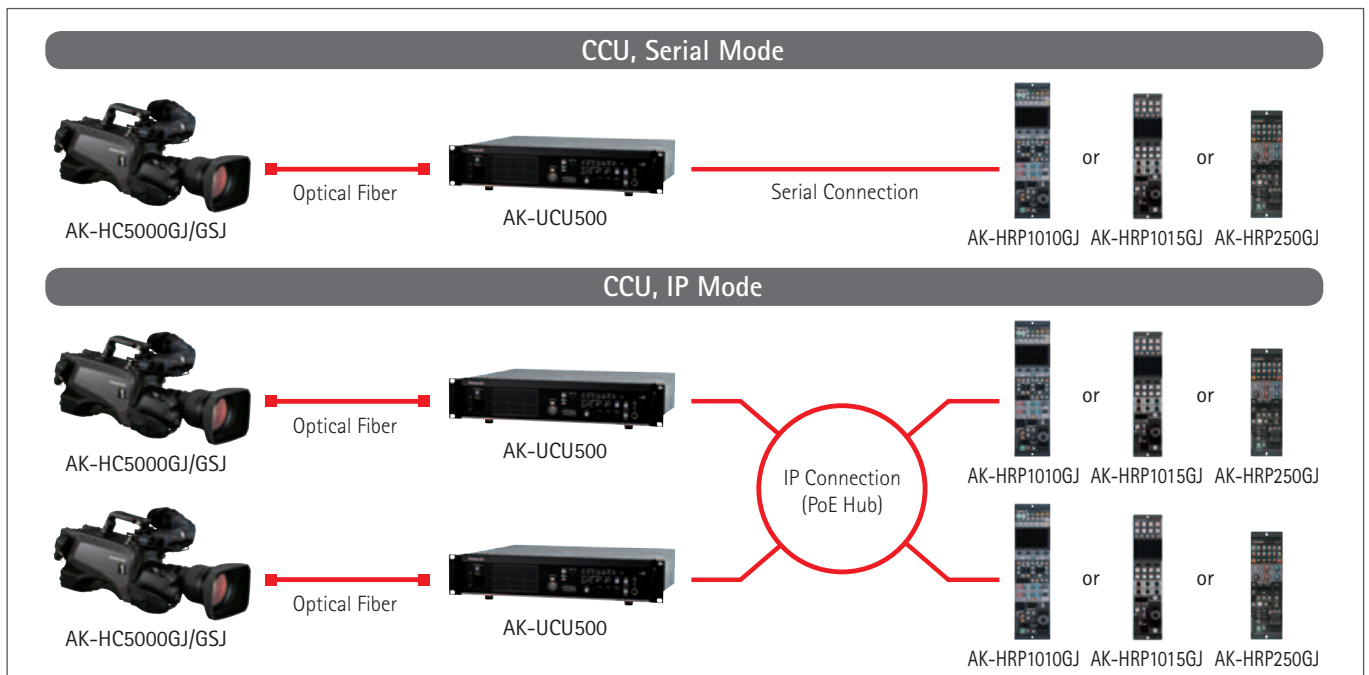 CCU, Serial Mode
Optical Fiber
Serial Connection
or
or
AK-HC5000GJ/GSJ
AK-UCU500
AK-HRP1010GJ
AK-HRP1015GJ
AK-HRP250GJ
CCU, IP Mode
Optical Fiber
or
or
AK-HC5000GJ/GSJ
AK-UCU500
AK-HRP1010GJ
AK-HRP1015GJ
AK-HRP250GJ
IP Connection
(PoE Hub)
Optical Fiber
or
or
AK-HC5000GJ/GSJ
AK-UCU500
AK-HRP1010GJ
AK-HRP1015GJ
AK-HRP250GJ